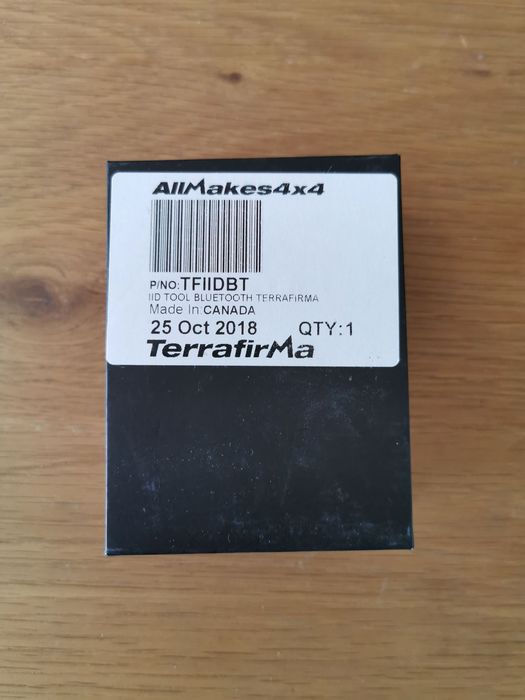 AllMakes4x4
P/NO:TFIIDBT
IID TOOL BLUETOOTH TERRAFIRMA
Made In:CANADA
25 Oct 2018 QTY:1
TerrafirMa